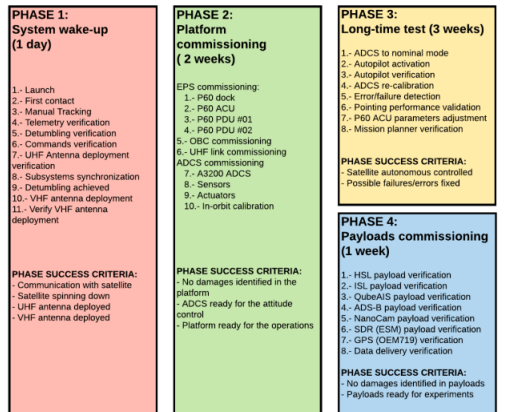 PHASE 1:
System wake-up
(1 day)
1.- Launch
2.- First contact
3.- Manual Tracking
4.- Telemetry verification
5.- Detumbling verification
6.- Commands verification
7.- UHF Antenna deployment
verification
8.- Subsystems synchronization
9.- Detumbling achieved
10.- VHF antenna deployment
11.- Verify VHF antenna
deployment
PHASE SUCCESS CRITERIA:
- Communication with satellite
- Satellite spinning down
- UHF antenna deployed
- VHF antenna deployed
PHASE 2:
Platform
commissioning
( 2 weeks)
EPS commissioning:
1.- P60 dock
2.- P60 ACU
3.- P60 PDU #01
4.- P60 PDU #02
5.- OBC commissioning
6.- UHF link commissioning
ADCS commissioning
7.- A3200 ADCS
8.- Sensors
9.- Actuators
10.- In-orbit calibration
PHASE SUCCESS CRITERIA:
- No damages identified in the
platform
- ADCS ready for the attitude
control
- Platform ready for the operations
PHASE 3:
Long-time test (3 weeks)
1.- ADCS to nominal mode
2.- Autopilot activation
3.- Autopilot verification
4.- ADCS re-calibration
5.- Error/failure detection
6.- Pointing performance validation
7.- P60 ACU parameters adjustment
8.- Mission planner verification
PHASE SUCCESS CRITERIA:
- Satellite autonomous controlled
- Possible failures/errors fixed
PHASE 4:
Payloads commissioning
(1 week)
1.- HSL payload verification
2.- ISL payload verification
3.- QubeAIS payload verification
4.- ADS-B payload verification
5.- NanoCam payload verification
6.- SDR (ESM) payload verification
7.- GPS (OEM719) verification
8.- Data delivery verification
PHASE SUCCESS CRITERIA:
- No damages identified in payloads
- Payloads ready for experiments